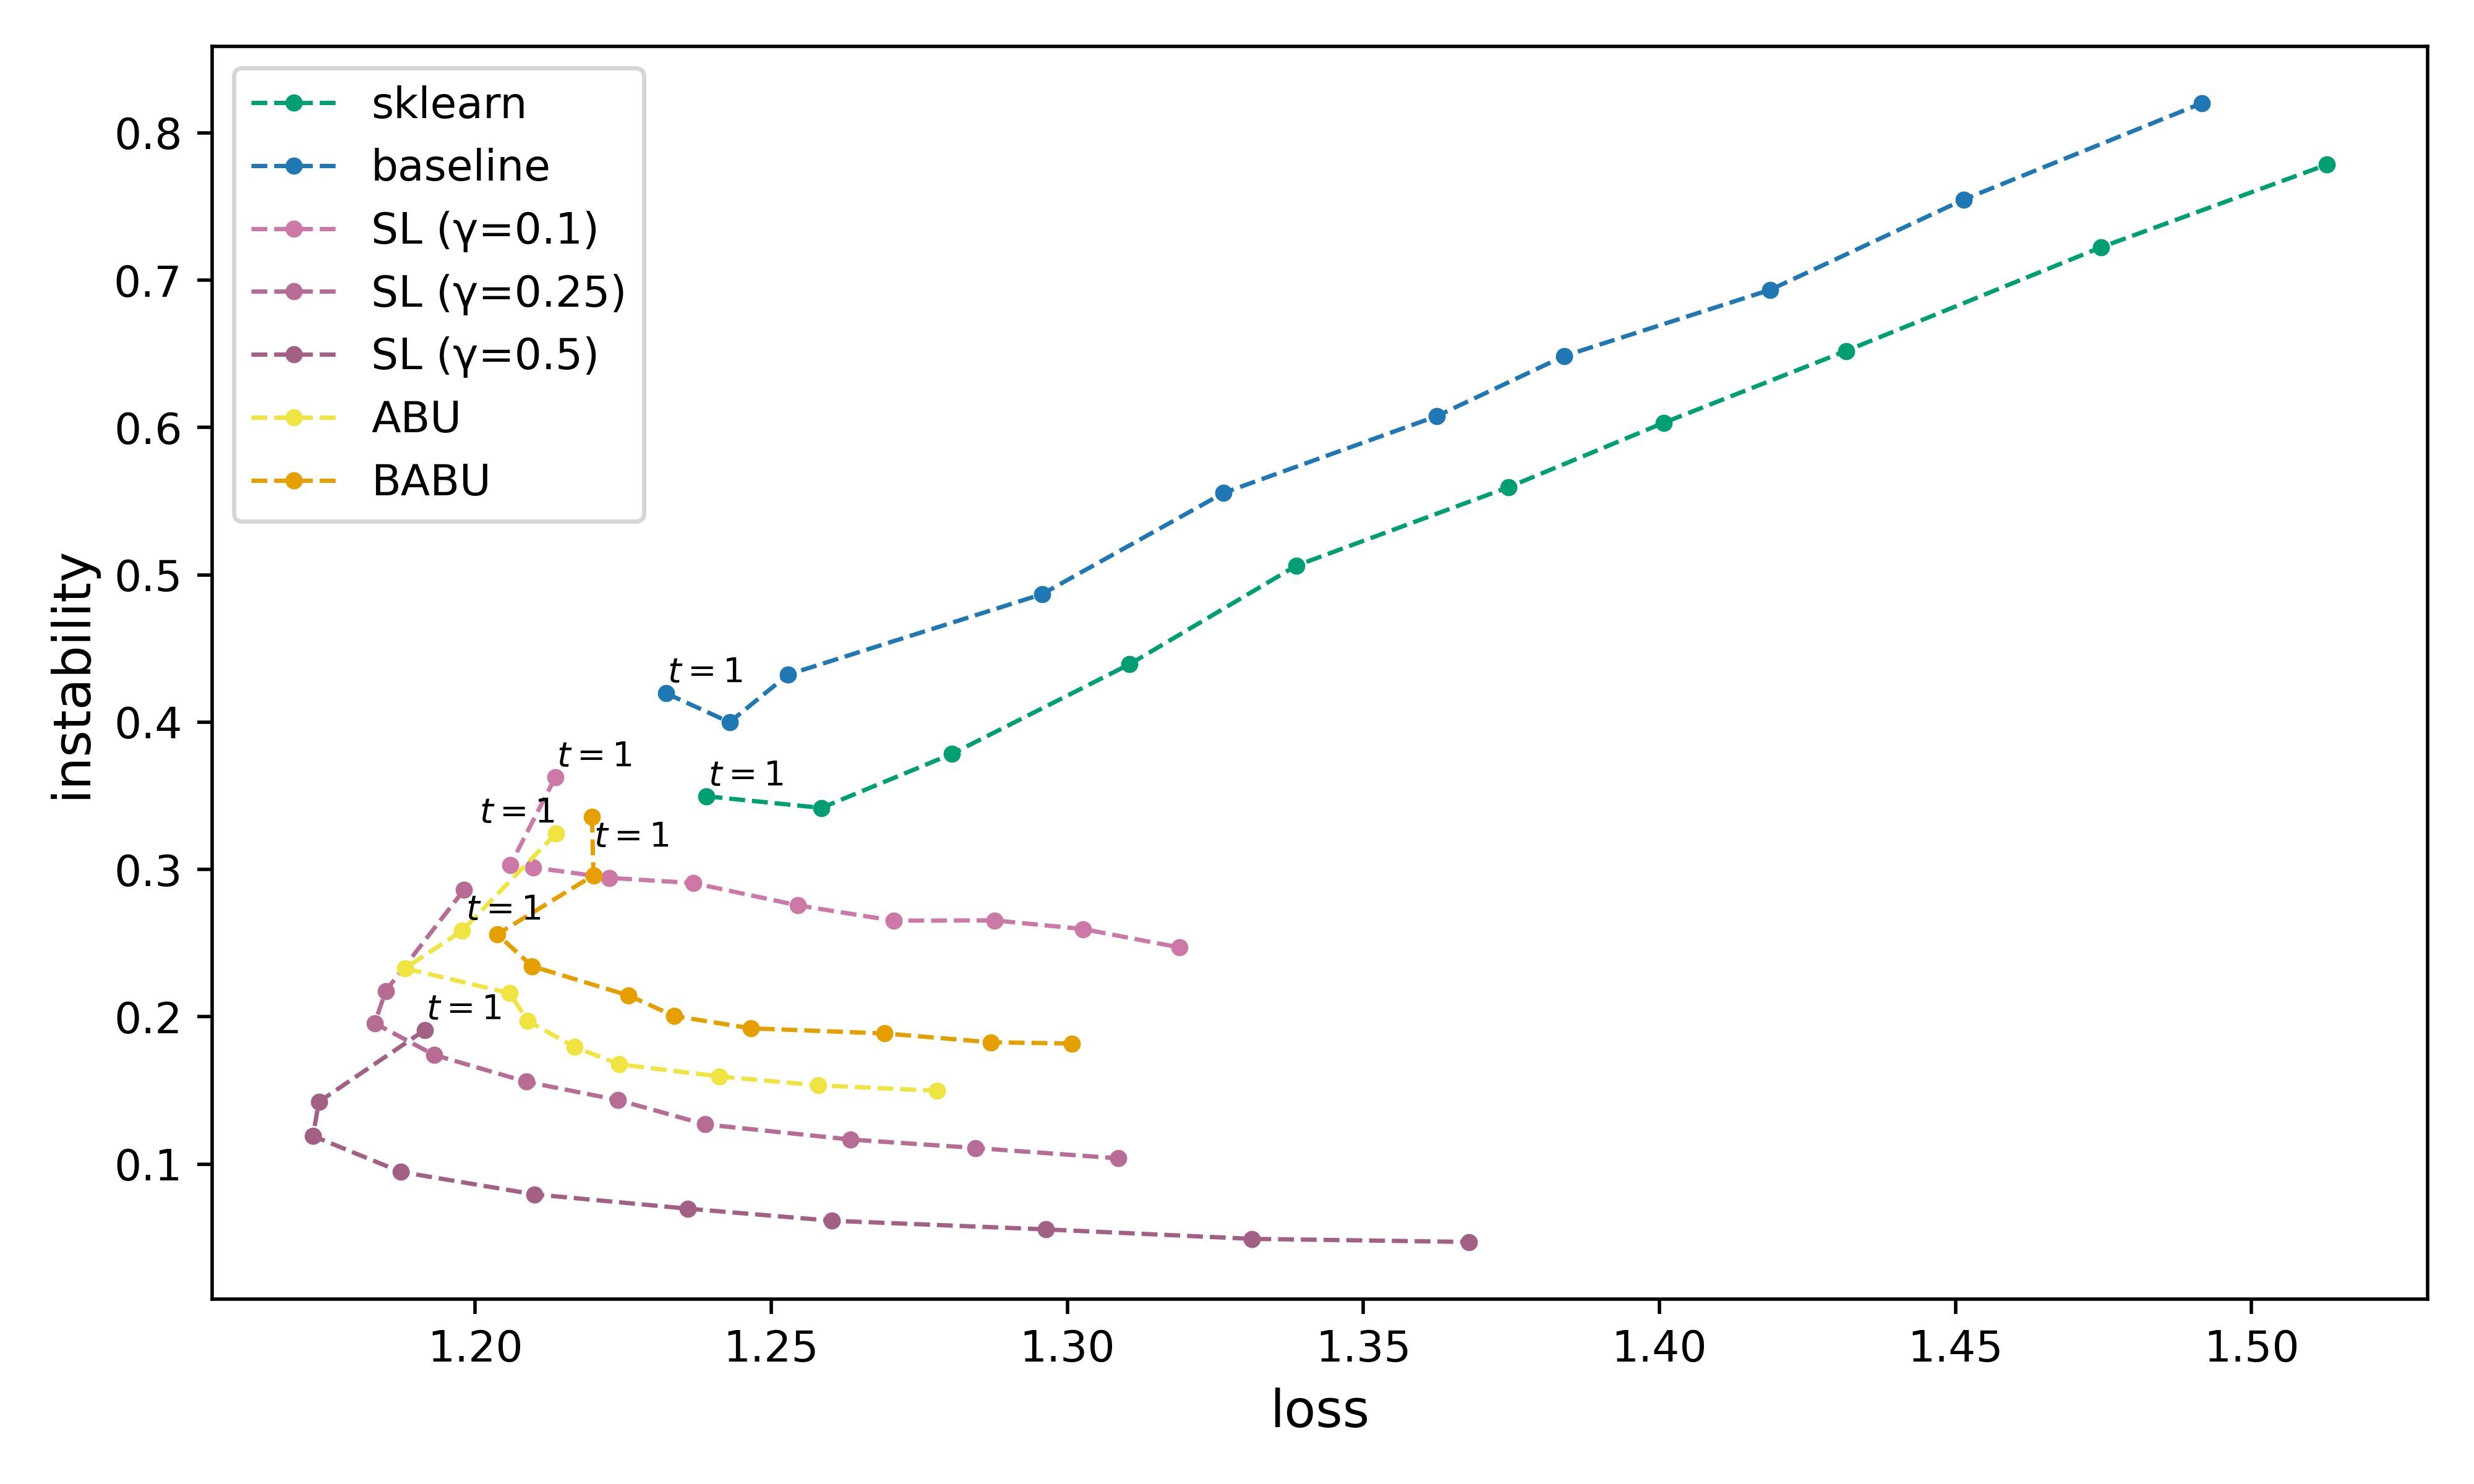 sklearn
baseline
SL (γ=0.1)
SL (γ=0.25)
SL (γ=0.5)
ABU
BABU
0.8
0.7
0.6
0.5
0.4
0.3
0.2
0.1
instability
t = 1
t = 1
t = 1
t = 1
t = 1
t = 1
t = 1
1.20
1.25
1.30
1.35
1.40
1.45
1.50
loss